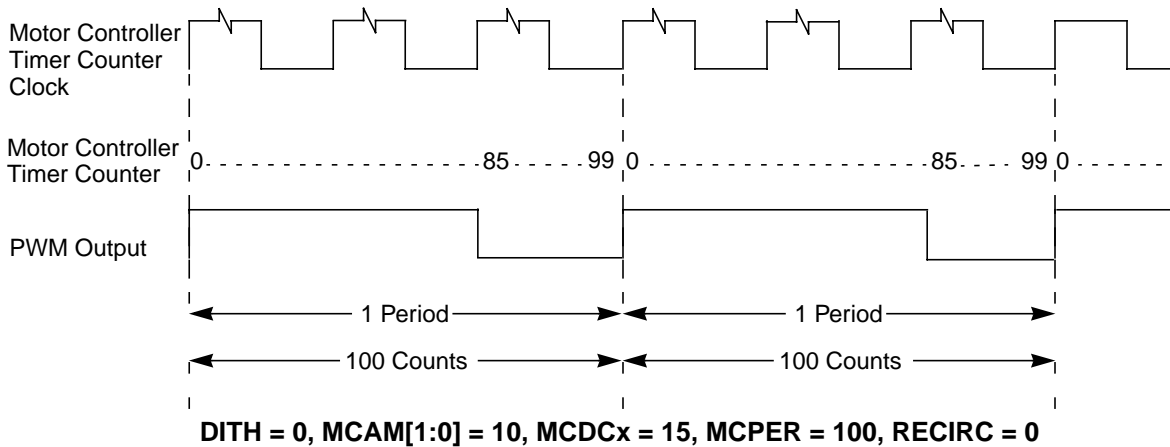 Motor Controller
Timer Counter
Clock
Motor Controller
Timer Counter
0 85 99 0 85 99 0
PWM Output
1 Period 1 Period
100 Counts 100 Counts
DITH = 0, MCAM[1:0] = 10, MCDCx = 15, MCPER = 100, RECIRC = 0